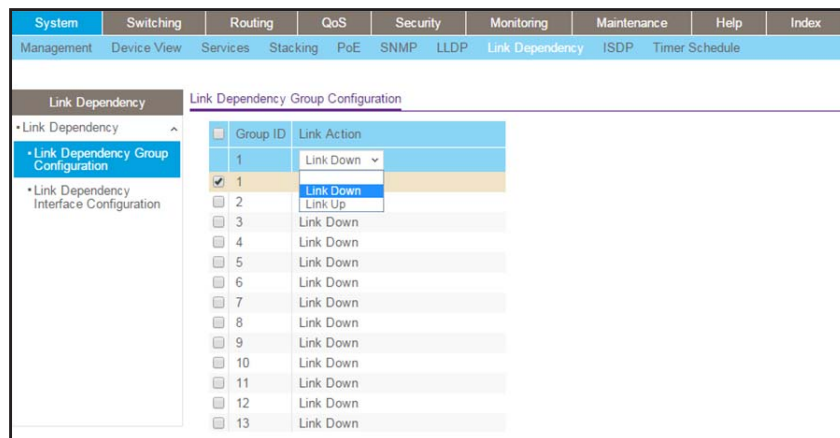 System Switching Routing QoS Security Monitoring Maintenance Help Index
Management Device View Services Stacking PoE SNMP LLDP Link Dependency ISDP Timer Schedule
Link Dependency
• Link Dependency
• Link Dependency Group
Configuration
• Link Dependency
Interface Configuration
Link Dependency Group Configuration
Group ID Link Action
1 Link Down
1
Link Down
Link Up
2
3 Link Down
4 Link Down
5 Link Down
6 Link Down
7 Link Down
8 Link Down
9 Link Down
10 Link Down
11 Link Down
12 Link Down
13 Link Down